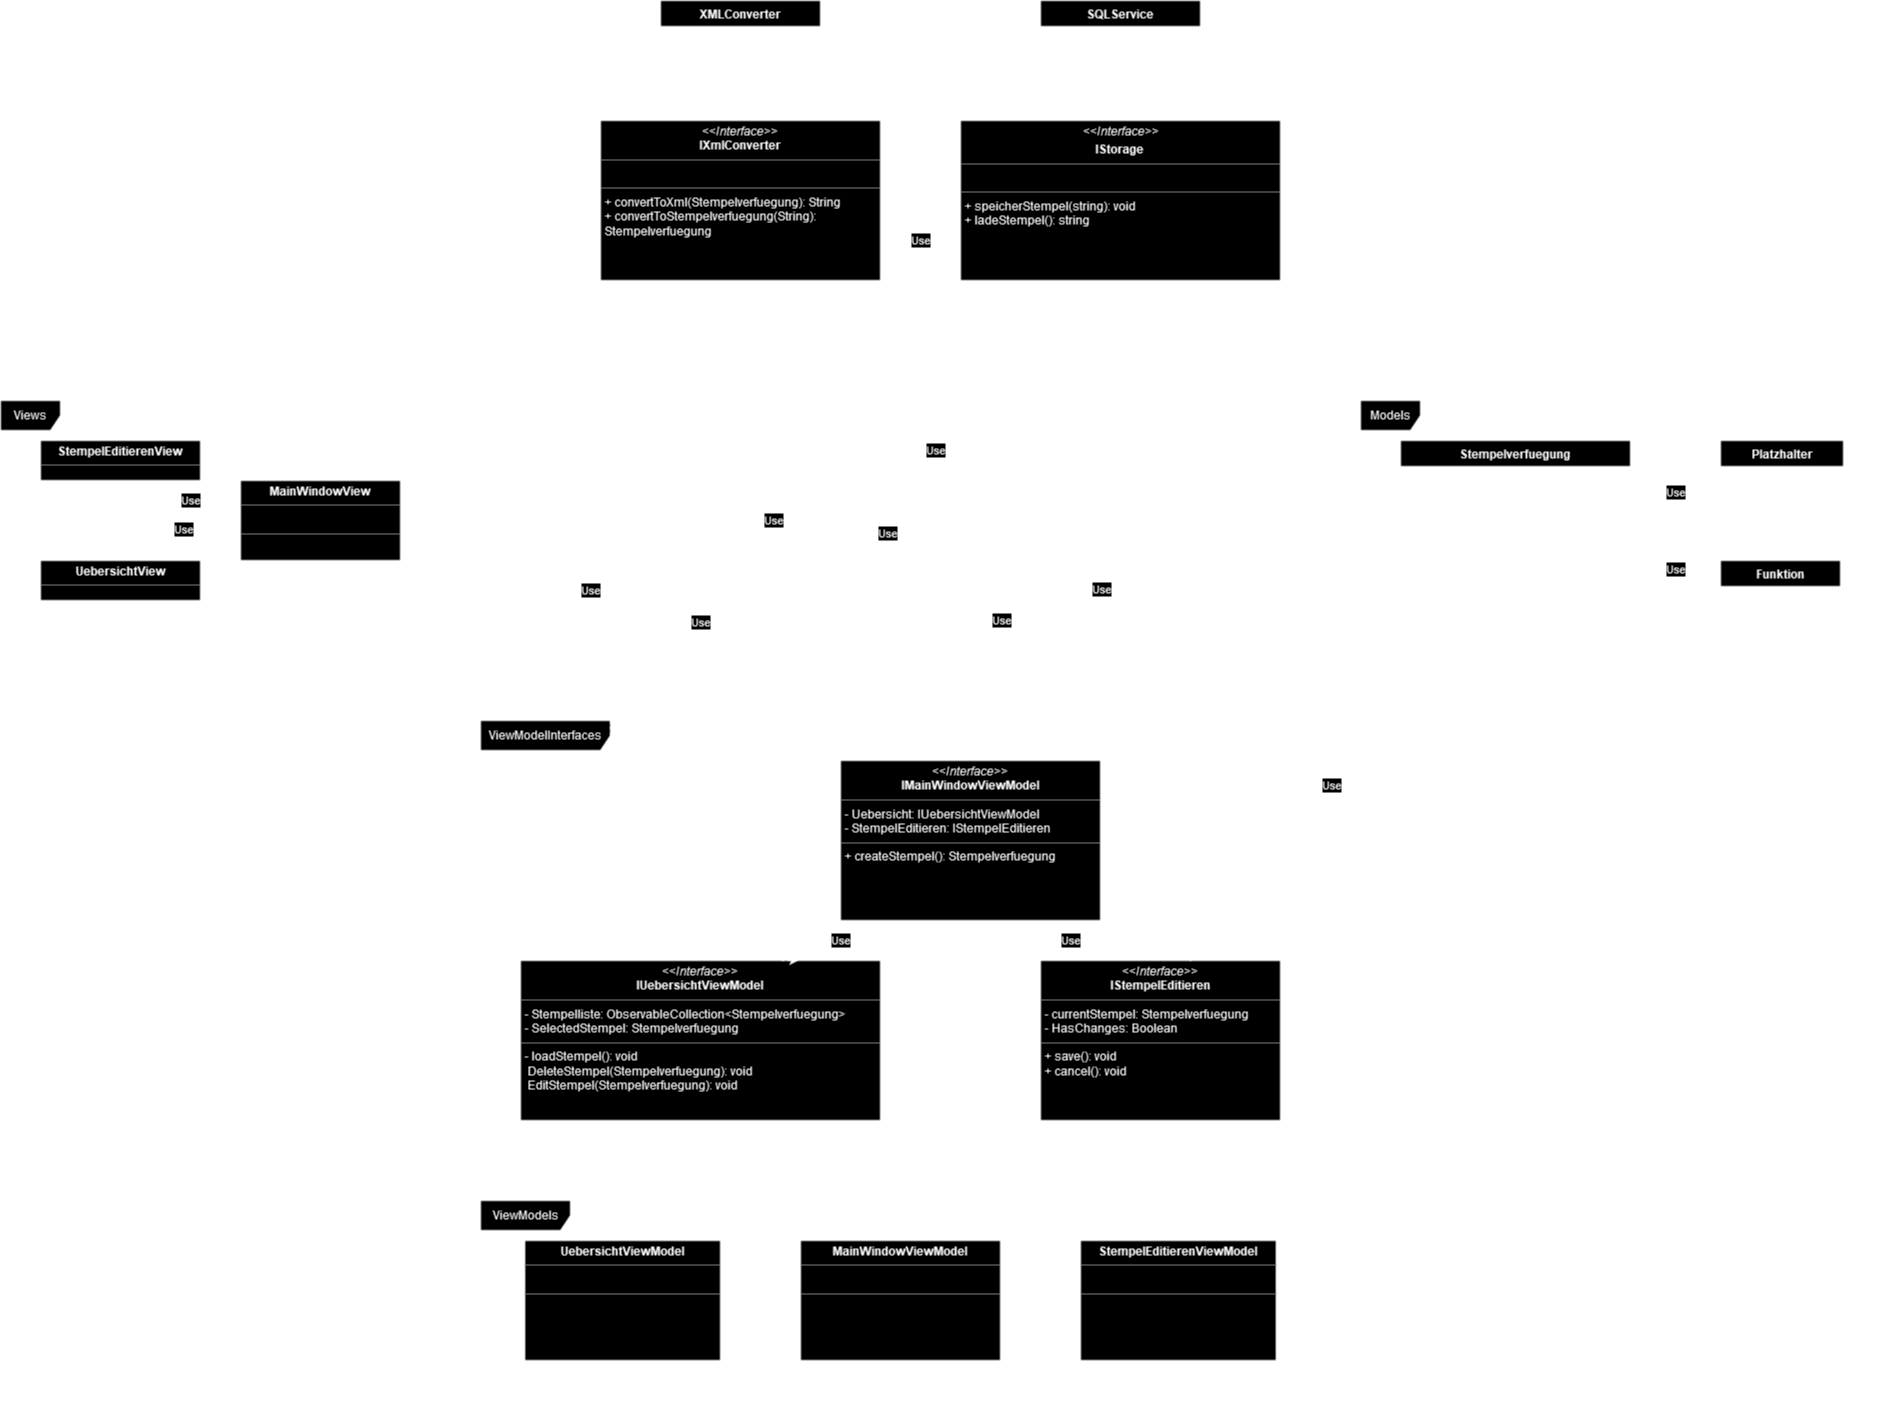 XMLConverter
SQLService
<<Interface>>
IXmlConverter
+ convertToXml(Stempelverfuegung): String
+ convertToStempelverfuegung(String):
Stempelverfuegung
<<Interface>>
IStorage
+ speicherStempel(string): void
+ ladeStempel(): string
Use
Views
StempelEditierenView
Use
Use
MainWindowView
UebersichtView
Models
Stempelverfuegung
Platzhalter
Use
Use
Funktion
Use
Use
Use
Use
Use
Use
Use
ViewModelInterfaces
<<Interface>>
IMainWindowViewModel
- Uebersicht: IUebersichtViewModel
- StempelEditieren: IStempelEditieren
+ createStempel(): Stempelverfuegung
Use
Use
Use
<<Interface>>
IUebersichtViewModel
- Stempelliste: ObservableCollection<Stempelverfuegung>
- SelectedStempel: Stempelverfuegung
- loadStempel(): void
DeleteStempel(Stempelverfuegung): void
EditStempel(Stempelverfuegung): void
<<Interface>>
IStempelEditieren
- currentStempel: Stempelverfuegung
- HasChanges: Boolean
+ save(): void
+ cancel(): void
ViewModels
UebersichtViewModel
MainWindowViewModel
StempelEditierenViewModel